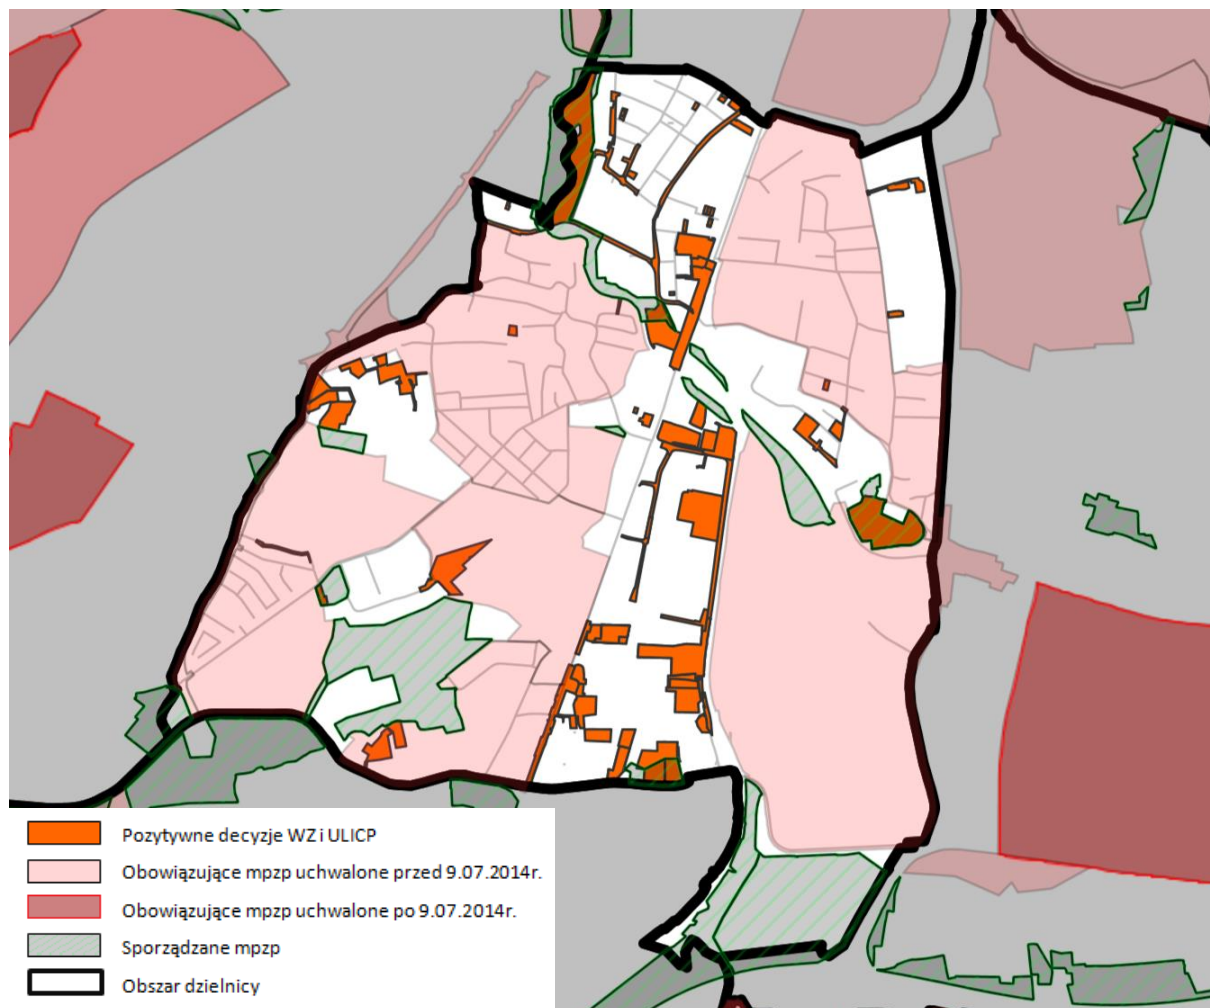 Pozytywne decyzje WZ i ULICP
Obowiązujące mpzp uchwalone przed 9.07.2014r.
Obowiązujące mpzp uchwalone po 9.07.2014r.
Sporządzane mpzp
Obszar dzielnicy